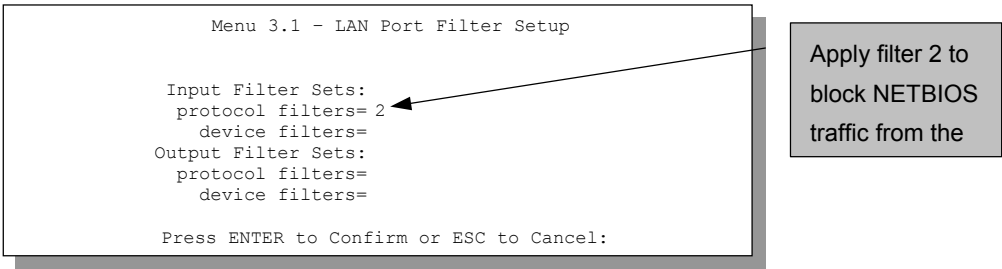 Menu 3.1 – LAN Port Filter Setup
Input Filter Sets:
protocol filters= 2
device filters=
Output Filter Sets:
protocol filters=
device filters=
Press ENTER to Confirm or ESC to Cancel:
Apply filter 2 to
block NETBIOS
traffic from the